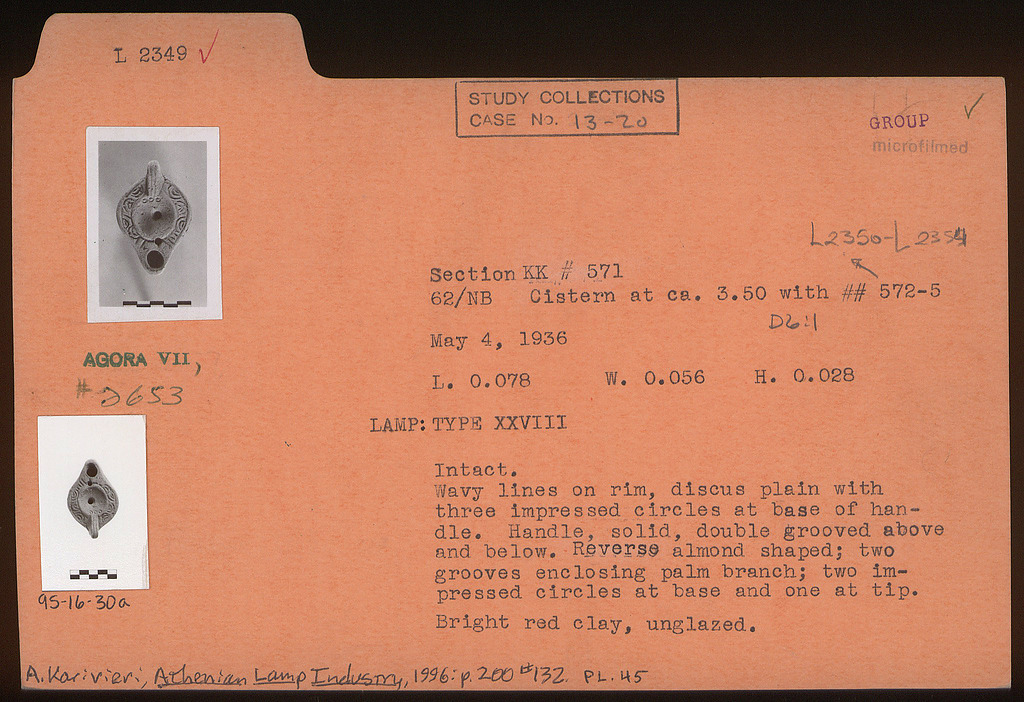 L 2349 ✓
STUDY COLLECTIONS
CASE No. 13-20
GROUP ✓
microfilmed
L2350-L 2354
Section KK # 571
62/NB Cistern at ca. 3.50 with ## 572-5
D6:1
May 4, 1936
AGORA VII,
# 2653
L. 0.078 W. 0.056 H. 0.028
LAMP: TYPE XXVIII
Intact.
Wavy lines on rim, discus plain with
three impressed circles at base of han-
dle. Handle, solid, double grooved above
and below. Reverse almond shaped; two
grooves enclosing palm branch; two im-
pressed circles at base and one at tip.
Bright red clay, unglazed.
95-16-30a
A. Karivieri, Athenian Lamp Industry, 1996: p. 200 #132. PL. 45